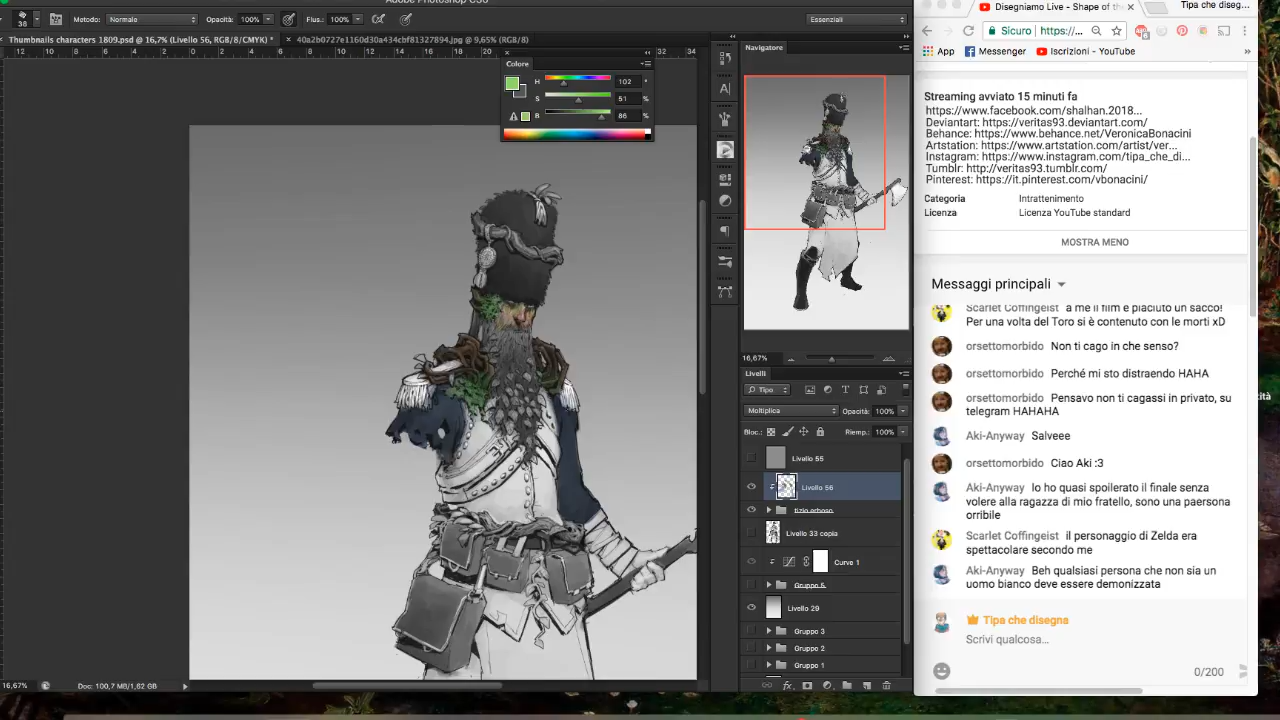 Adobe Photoshop CS6
Disegniamo Live - Shape of the
Tipa che diseg...
38
Modo:
Normale
Opacità:
100%
Flus.:
100%
Essenziali
Sicuro
https://...
App
Messenger
Iscrizioni - YouTube
Thumbnails characters 1809.psd @ 16,7% (Livello 56, RGB/8/CMYK) *
40a2b0727e1160d30a434cbf81327894.jpg @ 9,65% (RGB/8)
Navigatore
Colore
H
102
°
S
51
%
B
86
%
16,67%
Livelli
Tipo
Moltiplica
Opacità:
100%
Bloc.:
Riemp.:
100%
Livello 55
Livello 56
tizio erboso
Livello 33 copia
Curve 1
Gruppo 5
Livello 29
Gruppo 3
Gruppo 2
Gruppo 1
16,67%
Doc: 100,7 MB/1,62 GB
Streaming avviato 15 minuti fa
https://www.facebook.com/shalhan.2018...
Deviantart: https://veritas93.deviantart.com/
Behance: https://www.behance.net/VeronicaBonacini
Artstation: https://www.artstation.com/artist/ver...
Instagram: https://www.instagram.com/tipa_che_di...
Tumblr: http://veritas93.tumblr.com/
Pinterest: https://it.pinterest.com/vbonacini/
Categoria
Intrattenimento
Licenza
Licenza YouTube standard
MOSTRA MENO
Messaggi principali
Scarlet Coffingeist a me il film è piaciuto un sacco!
Per una volta del Toro si è contenuto con le morti xD
orsettomorbido Non ti cago in che senso?
orsettomorbido Perché mi sto distraendo HAHA
orsettomorbido Pensavo non ti cagassi in privato, su
telegram HAHAHA
Aki-Anyway Salveee
orsettomorbido Ciao Aki :3
Aki-Anyway Io ho quasi spoilerato il finale senza
volere alla ragazza di mio fratello, sono una paersona
orribile
Scarlet Coffingeist il personaggio di Zelda era
spettacolare secondo me
Aki-Anyway Beh qualsiasi persona che non sia un
uomo bianco deve essere demonizzata
Tipa che disegna
Scrivi qualcosa...
0/200